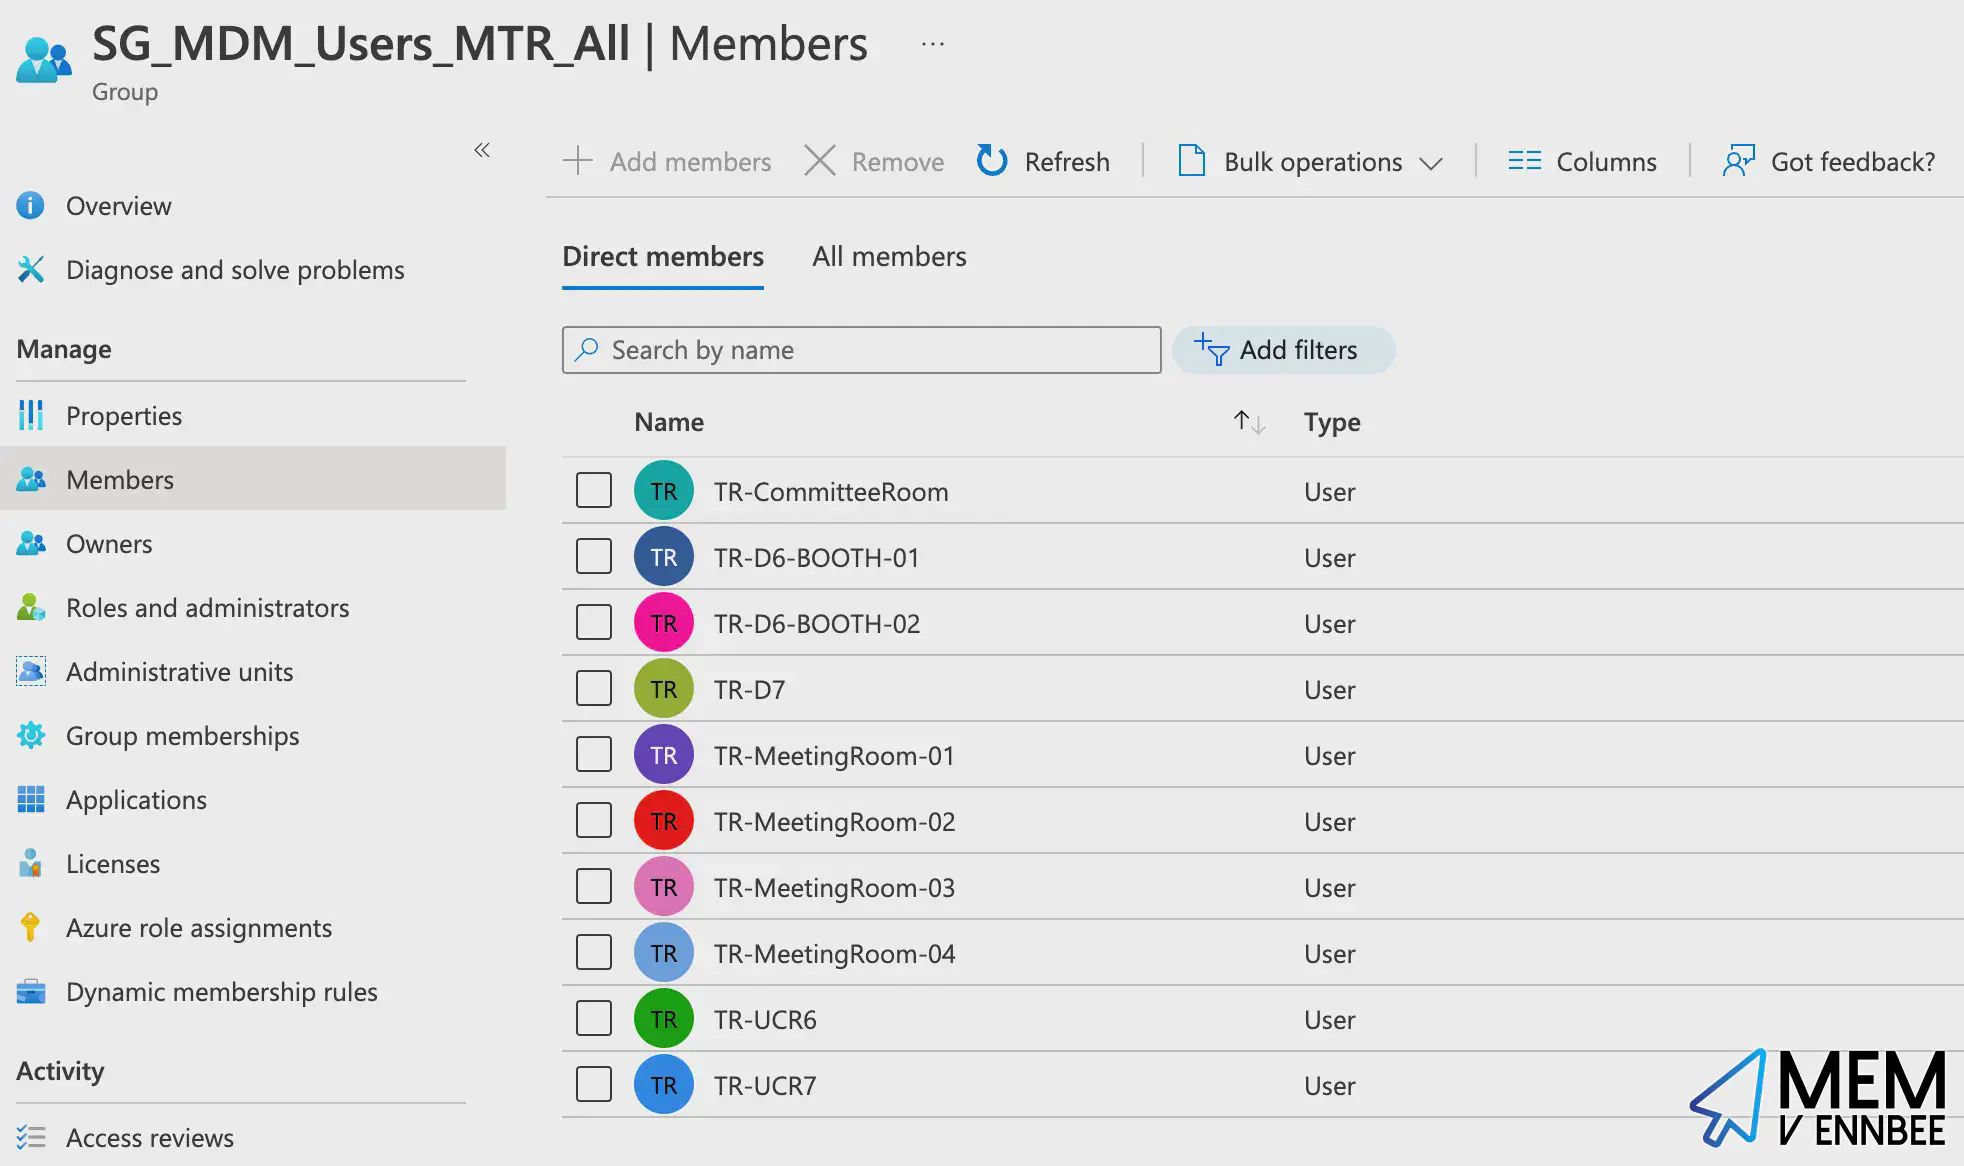 SG_MDM_Users_MTR_All | Members ...
Group
«
Overview
Diagnose and solve problems
Manage
Properties
Members
Owners
Roles and administrators
Administrative units
Group memberships
Applications
Licenses
Azure role assignments
Dynamic membership rules
Activity
Access reviews
Add members Remove Refresh Bulk operations Columns Got feedback?
Direct members All members
Search by name Add filters
Name Type
TR TR-CommitteeRoom User
TR TR-D6-BOOTH-01 User
TR TR-D6-BOOTH-02 User
TR TR-D7 User
TR TR-MeetingRoom-01 User
TR TR-MeetingRoom-02 User
TR TR-MeetingRoom-03 User
TR TR-MeetingRoom-04 User
TR TR-UCR6 User
TR TR-UCR7 User
MEM
VENNBEE